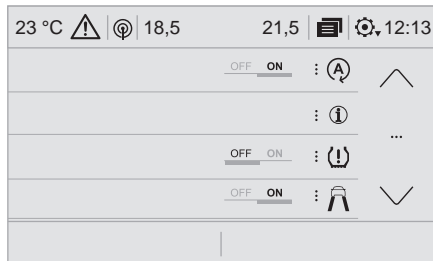 23 °C 18,5 21,5 12:13
OFF ON A
i
OFF ON (!)
OFF ON
...